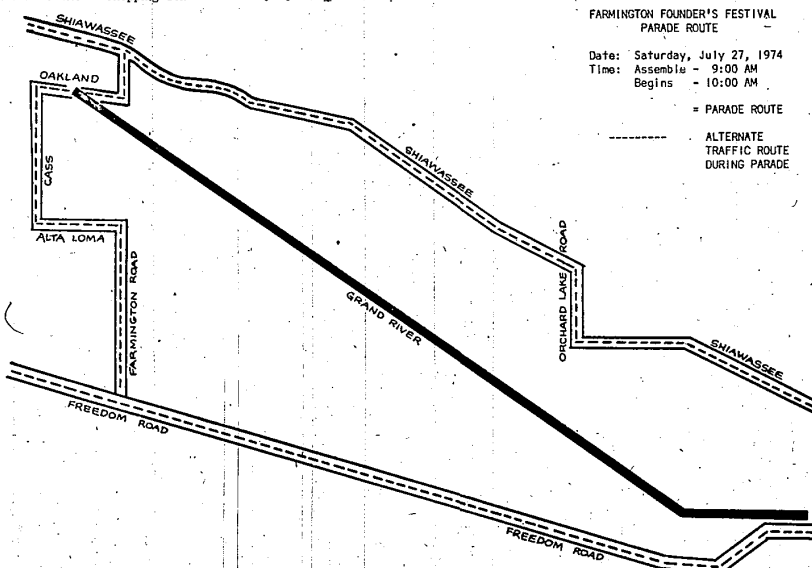 FARMINGTON FOUNDER'S FESTIVAL
PARADE ROUTE
Date: Saturday, July 27, 1974
Time: Assemble - 9:00 AM
Begins - 10:00 AM
= PARADE ROUTE
ALTERNATE
TRAFFIC ROUTE
DURING PARADE
SHIAWASSEE
OAKLAND
CASS
ALTA LOMA
FARMINGTON ROAD
SHIAWASSEE
GRAND RIVER
ORCHARD LAKE ROAD
SHIAWASSEE
FREEDOM ROAD
FREEDOM ROAD